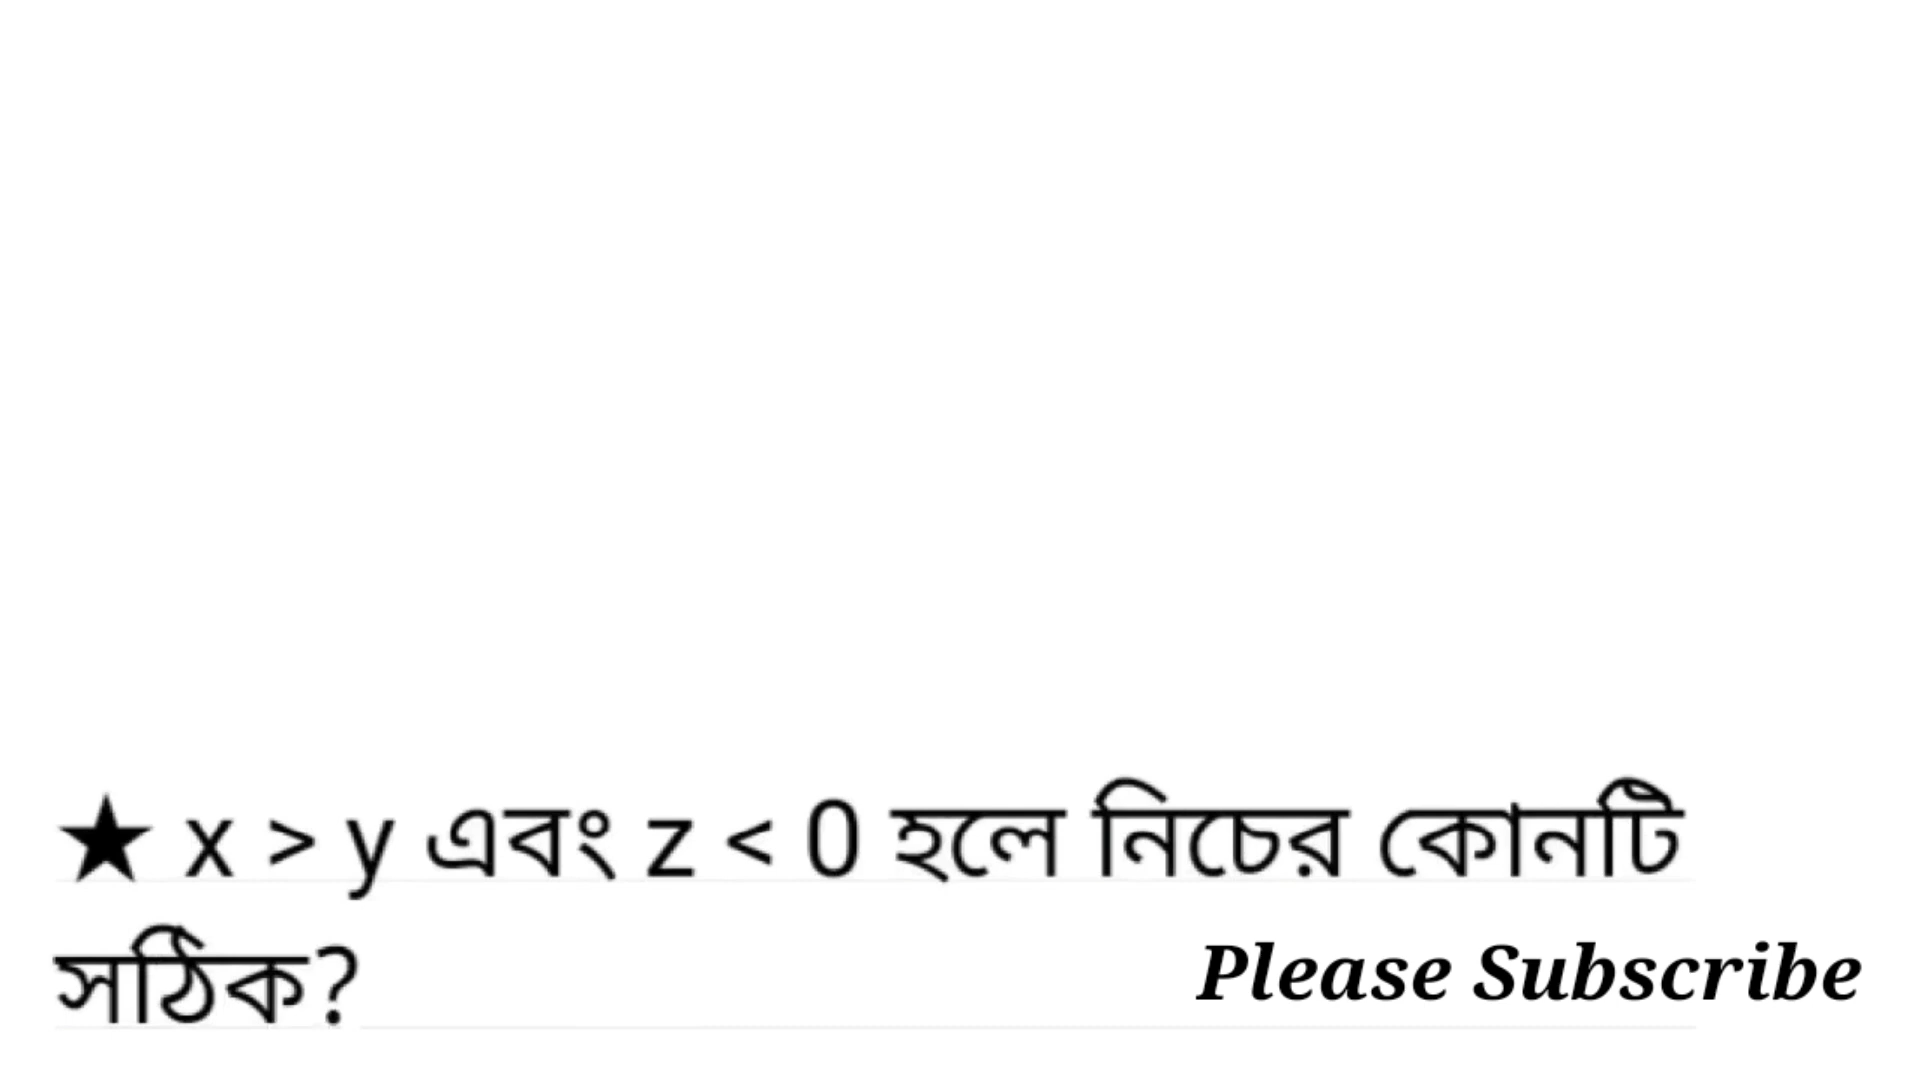 ★ x > y এবং z < 0 হলে নিচের কোনটি
সঠিক?
Please Subscribe